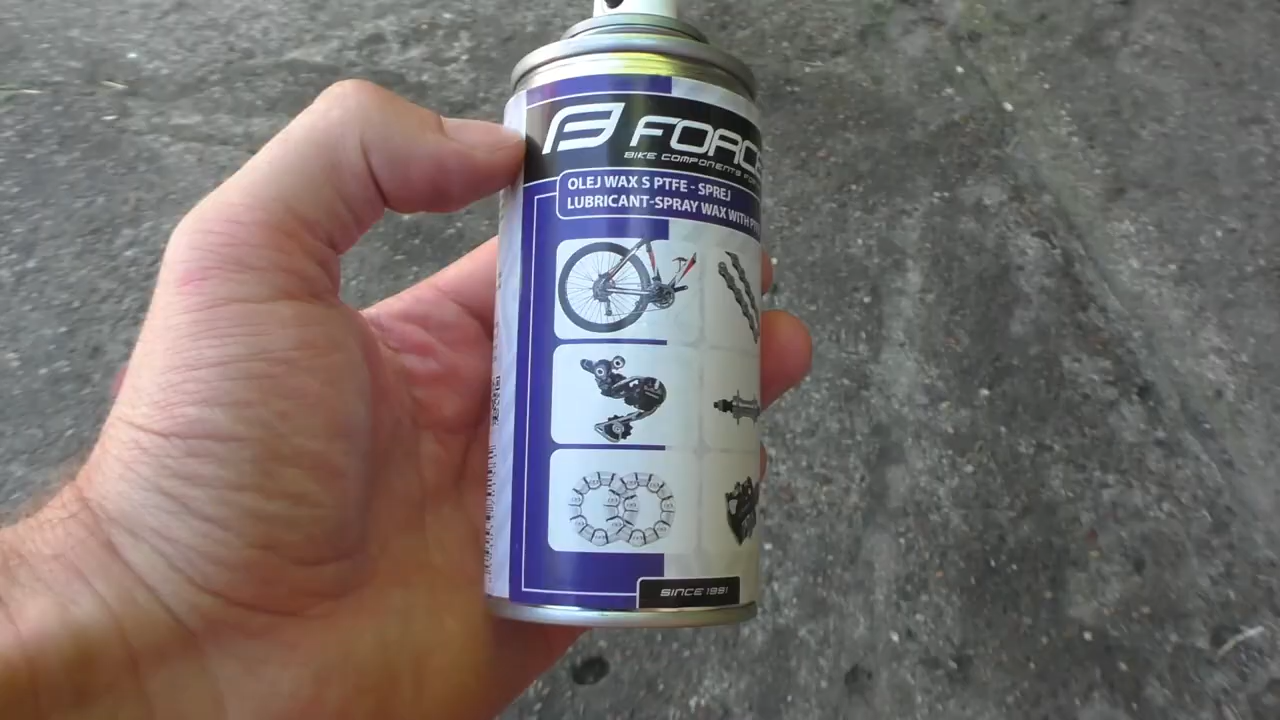 FORCE
BIKE COMPONENTS
OLEJ WAX S PTFE - SPREJ
LUBRICANT-SPRAY WAX WITH
SINCE 1991